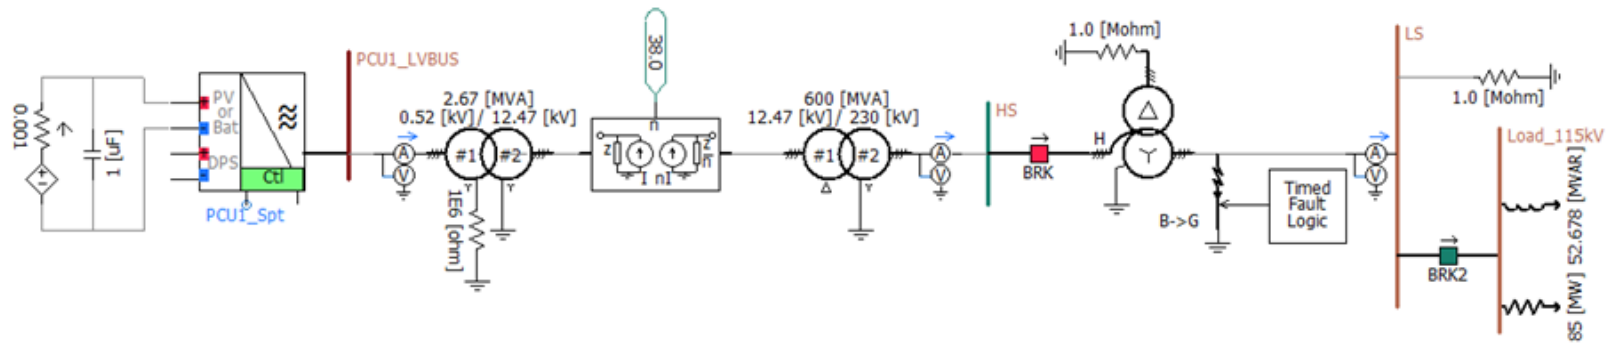 0.001
1 [uF]
PV
or
Bat
DPS
Ctl
PCU1_Spt
PCU1_LVBUS
2.67 [MVA]
0.52 [kV] / 12.47 [kV]
A
V
#1
#2
1E6 [ohm]
38.0
n
Z
I
nI
Z
In
600 [MVA]
12.47 [kV] / 230 [kV]
#1
#2
A
V
HS
BRK
1.0 [Mohm]
H
Δ
Y
B->G
Timed
Fault
Logic
A
V
LS
1.0 [Mohm]
BRK2
Load_115kV
52.678 [MVAR]
85 [MW]